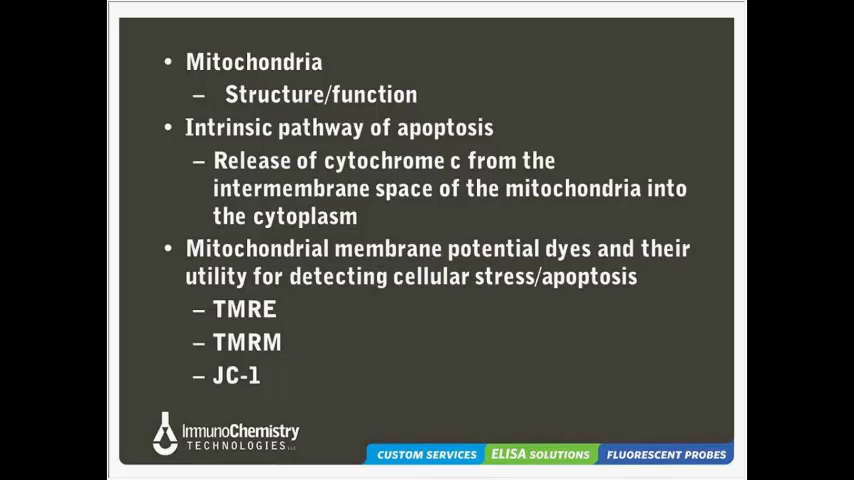 • Mitochondria
– Structure/function
• Intrinsic pathway of apoptosis
– Release of cytochrome c from the
intermembrane space of the mitochondria into
the cytoplasm
• Mitochondrial membrane potential dyes and their
utility for detecting cellular stress/apoptosis
– TMRE
– TMRM
– JC-1
ImmunoChemistry
TECHNOLOGIES LLC
CUSTOM SERVICES ELISA SOLUTIONS FLUORESCENT PROBES